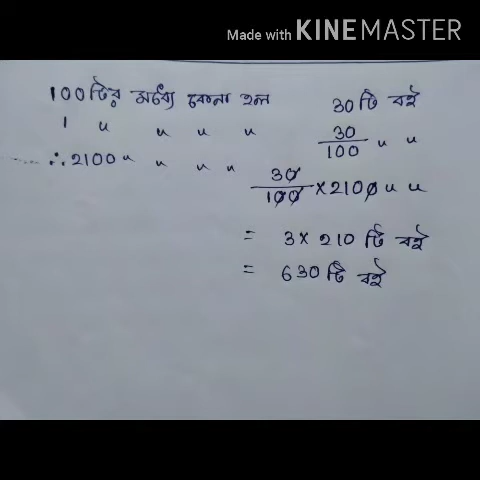 Made with KINEMASTER
100টির মধ্যে কেনা হল 30টি বই
1 " " " " 30/100 " "
∴ 2100 " " " " 30/100 × 2100 " "
= 3 × 210 টি বই
= 630 টি বই